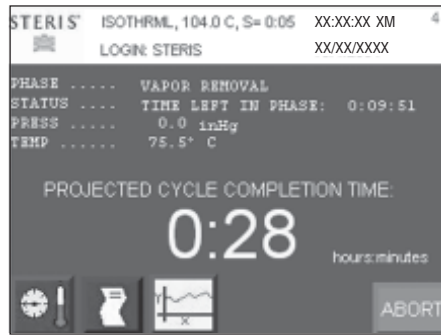 STERIS ISOTHRML, 104.0 C, S= 0:05 XX:XX:XX XM 4
LOGIN: STERIS XX/XX/XXXX
PHASE ..... VAPOR REMOVAL
STATUS .... TIME LEFT IN PHASE: 0:09:51
PRESS ..... 0.0 inHg
TEMP ...... 75.5° C
PROJECTED CYCLE COMPLETION TIME:
0:28
hours:minutes
X
ABORT